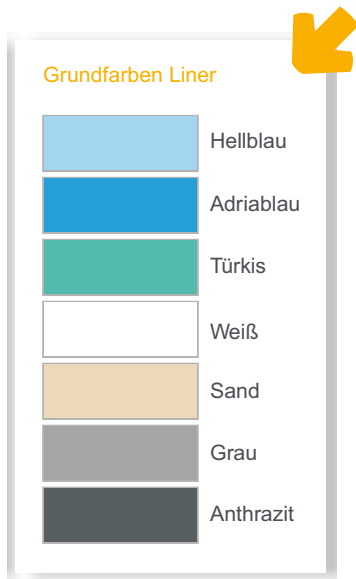 Grundfarben Liner
Hellblau
Adriablau
Türkis
Weiß
Sand
Grau
Anthrazit